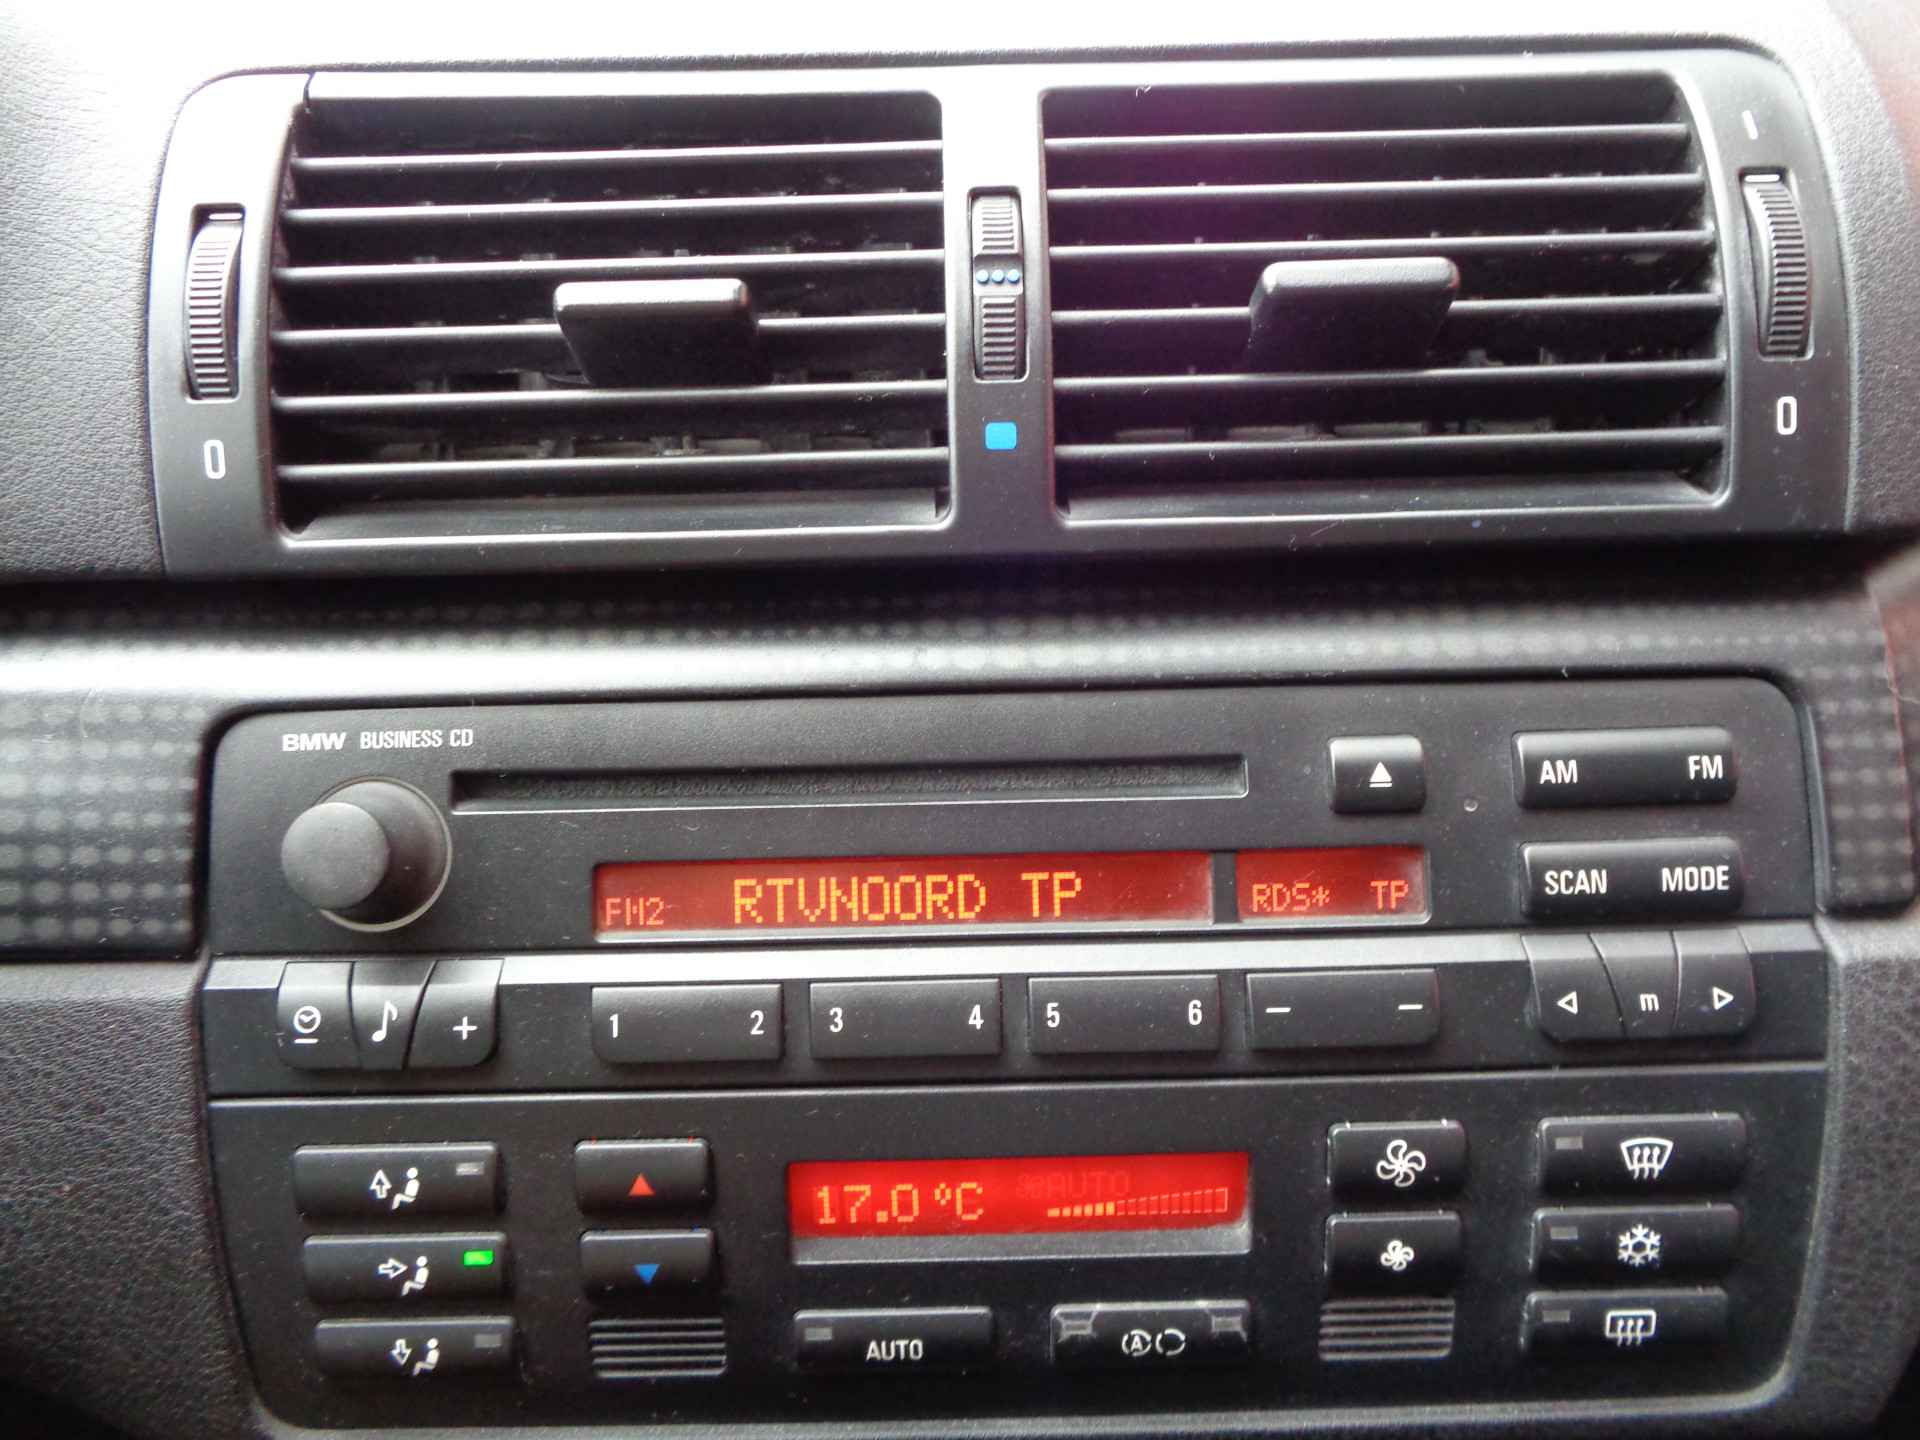 0
0
BMW BUSINESS CD
AM FM
FM2 RTVNOORD TP RDS* TP
SCAN MODE
+ 1 2 3 4 5 6 — — m
17.0 °C AUTO
AUTO A